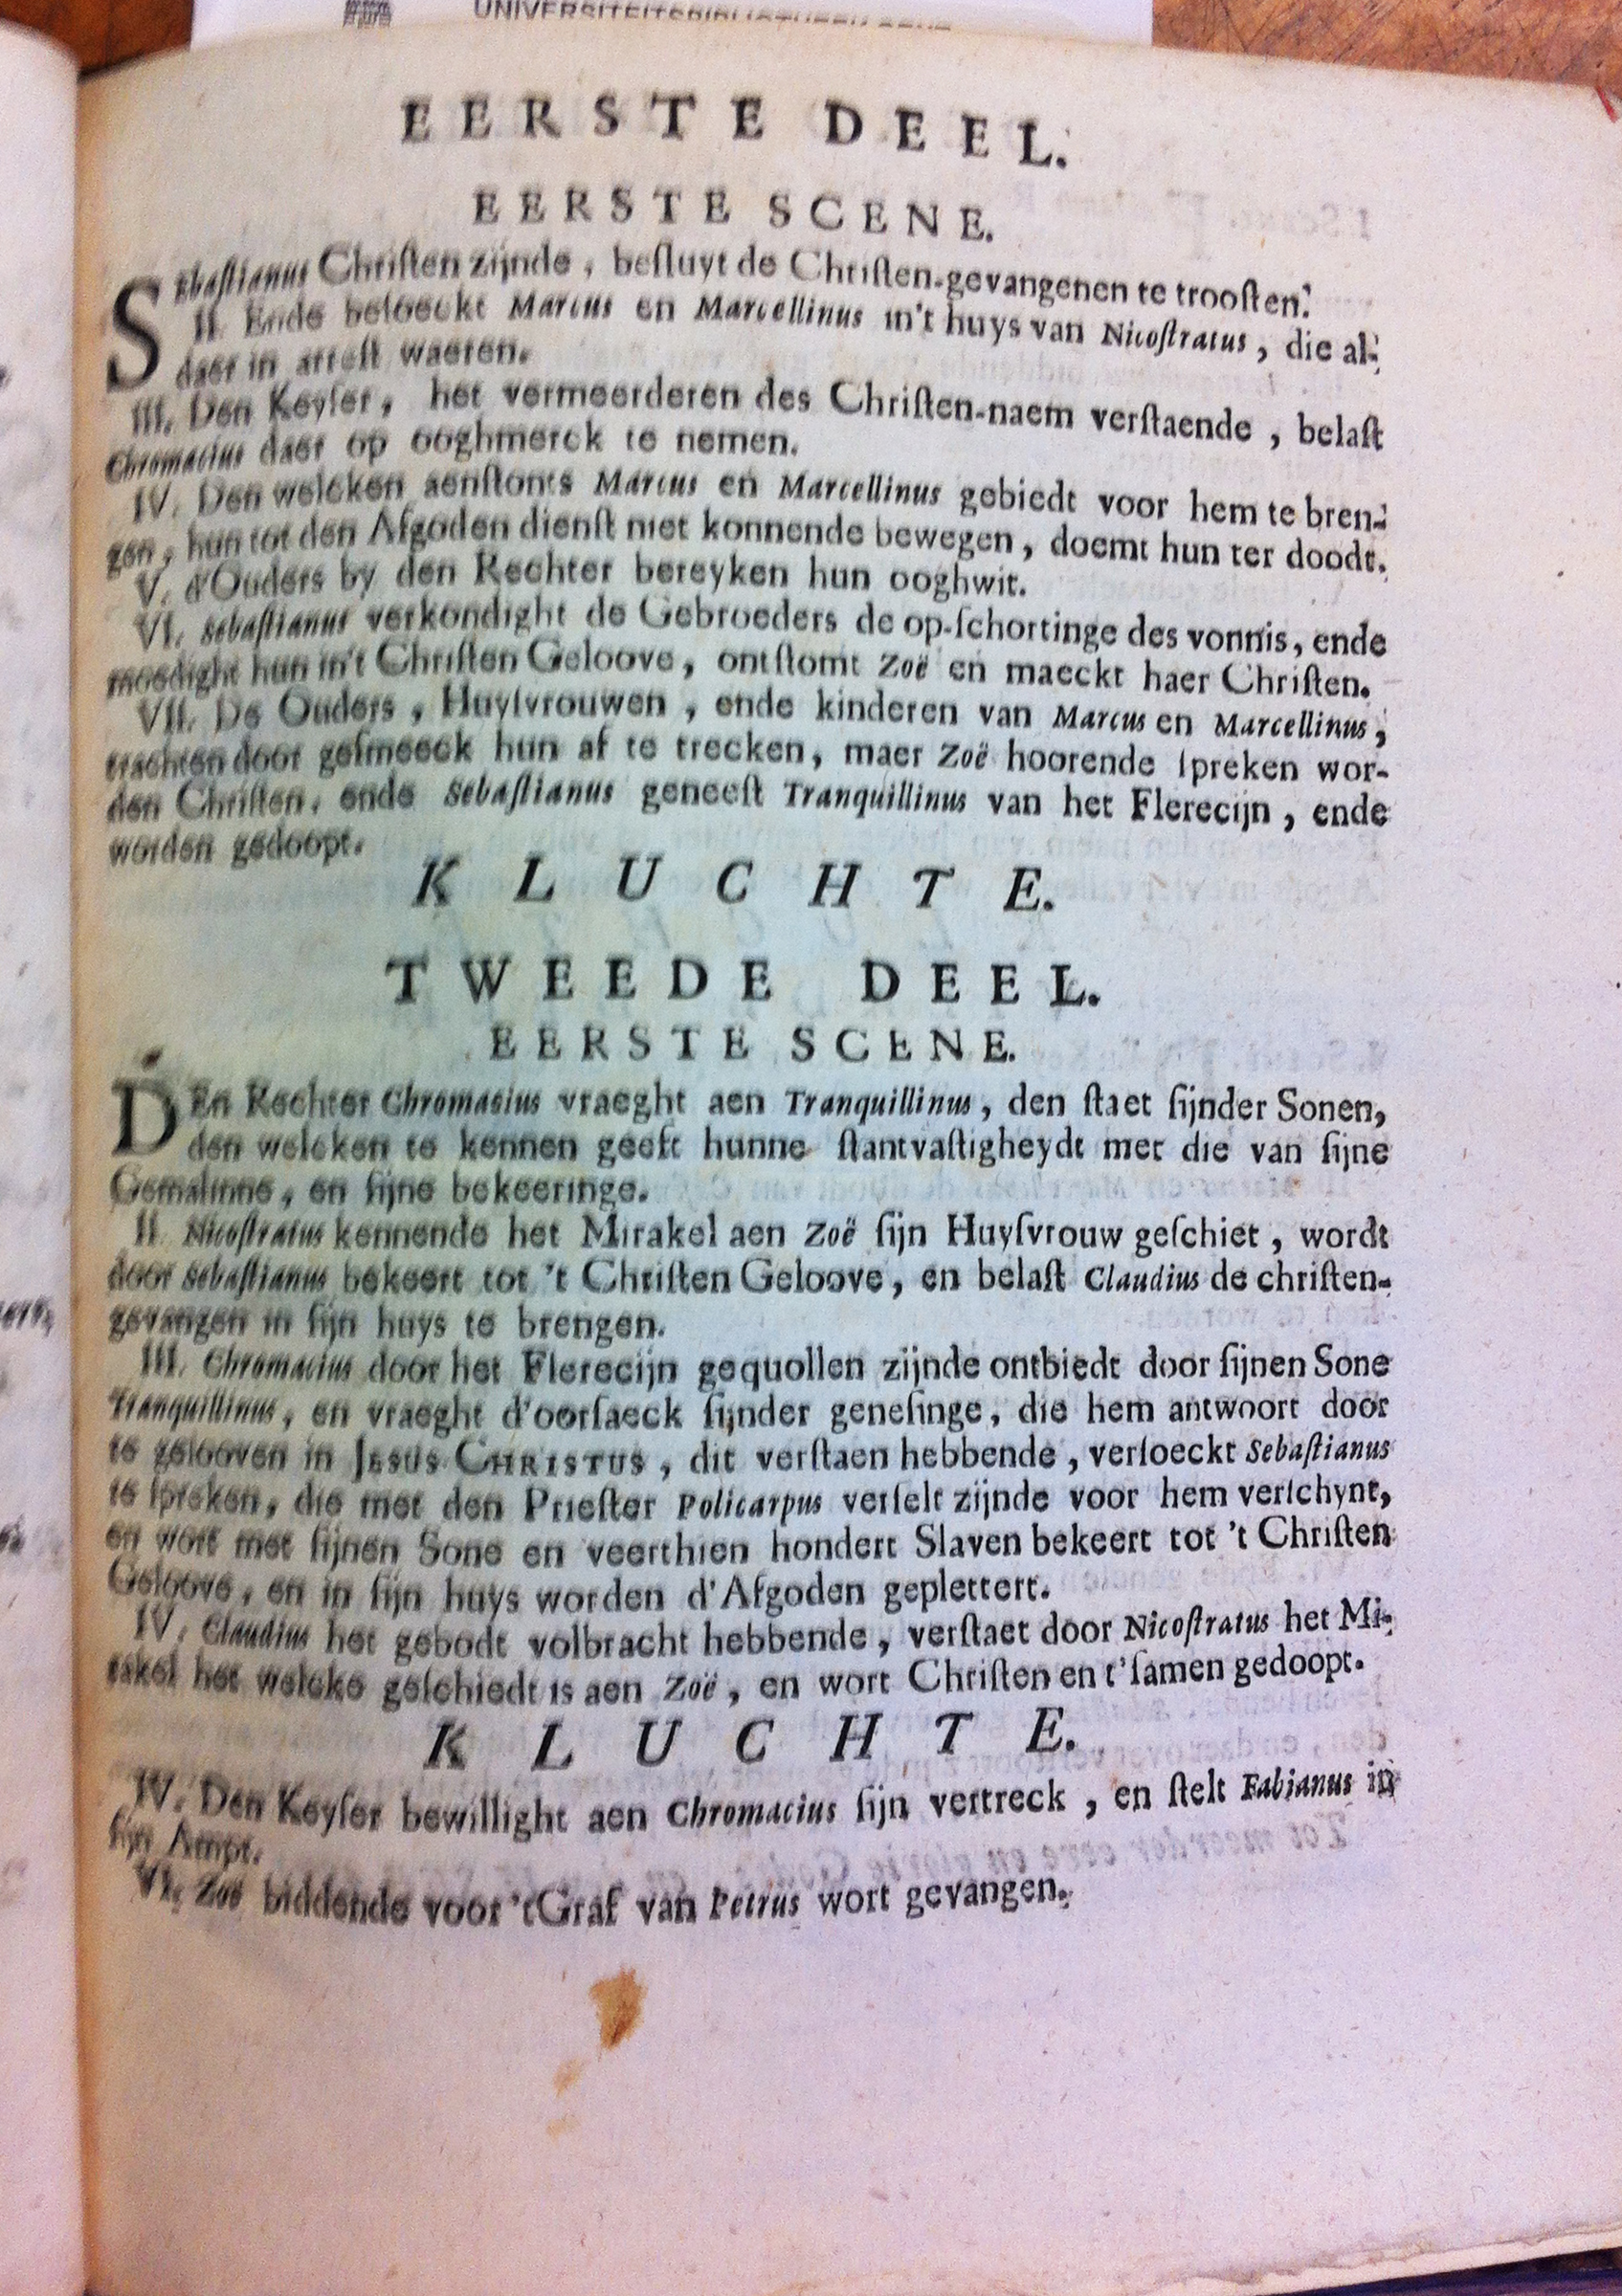 UNIVERSITEITSBIBLIOTHEEK GENT
EERSTE DEEL.
EERSTE SCENE.
SEbaſtianus Chriſten zijnde, beſluyt de Chriſten-gevangenen te trooſten.
II. Ende beſoeckt Marcus en Marcellinus in't huys van Nicoſtratus, die al-
daer in arreſt waeren.
III. Den Keyſer, het vermeerderen des Chriſten-naem verſtaende, belaſt
Chromacius daer op ooghmerck te nemen.
IV. Den welcken aenſtonts Marcus en Marcellinus gebiedt voor hem te bren-
gen, hun tot den Afgoden dienſt niet konnende bewegen, doemt hun ter doodt.
V. d'Ouders by den Rechter bereyken hun ooghwit.
VI. Sebaſtianus verkondight de Gebroeders de op-ſchortinge des vonnis, ende
moedight hun in't Chriſten Geloove, ontſtomt Zoë en maeckt haer Chriſten.
VII. De Ouders, Huyſvrouwen, ende kinderen van Marcus en Marcellinus,
trachten door geſmeeck hun af te trecken, maer Zoë hoorende ſpreken wor-
den Chriſten, ende Sebaſtianus geneeſt Tranquillinus van het Flerecijn, ende
worden gedoopt.
KLUCHTE.
TWEEDE DEEL.
EERSTE SCENE.
DEn Rechter Chromacius vraeght aen Tranquillinus, den ſtaet ſijnder Sonen,
den welcken te kennen geeft hunne ſtantvaſtigheydt met die van ſijne
Gemalinne, en ſijne bekeeringe.
II. Nicoſtratus kennende het Mirakel aen Zoë ſijn Huyſvrouw geſchiet, wordt
door Sebaſtianus bekeert tot 't Chriſten Geloove, en belaſt Claudius de chriſten-
gevangen in ſijn huys te brengen.
III. Chromacius door het Flerecijn gequollen zijnde ontbiedt door ſijnen Sone
Tranquillinus, en vraeght d'oorſaeck ſijnder geneſinge, die hem antwoort door
te gelooven in JESUS CHRISTUS, dit verſtaen hebbende, verſoeckt Sebaſtianus
te ſpreken, die met den Prieſter Policarpus verſelt zijnde voor hem verſchynt,
en wort met ſijnen Sone en veerthien hondert Slaven bekeert tot 't Chriſten
Geloove, en in ſijn huys worden d'Afgoden geplettert.
IV. Claudius het gebodt volbracht hebbende, verſtaet door Nicoſtratus het Mi-
rakel het welcke geſchiedt is aen Zoë, en wort Chriſten en t'ſamen gedoopt.
KLUCHTE.
IV. Den Keyſer bewillight aen Chromacius ſijn vertreck, en ſtelt Fabianus in
ſijn Ampt.
VI. Zoë biddende voor 't Graf van Petrus wort gevangen.